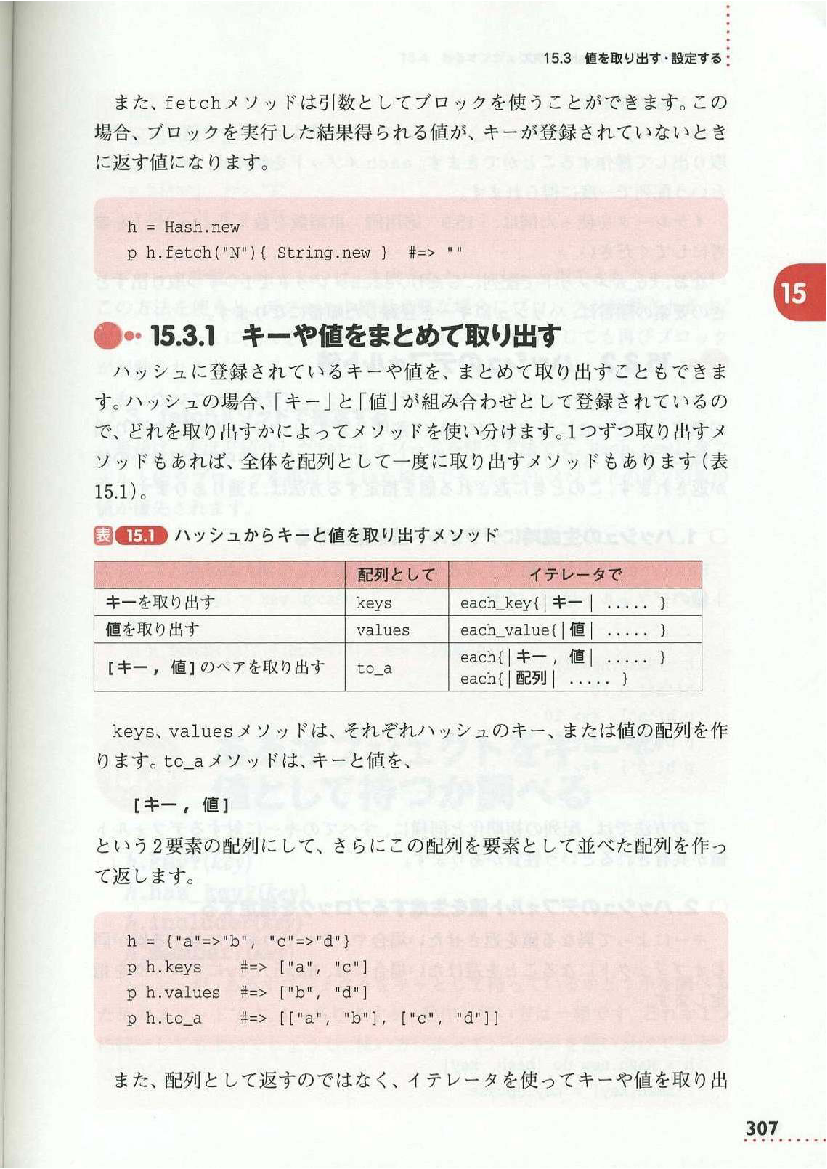 15.3 値を取り出す・設定する
また、fetchメソッドは引数としてブロックを使うことができます。この
場合、ブロックを実行した結果得られる値が、キーが登録されていないとき
に返す値になります。
h = Hash.new
p h.fetch("N"){ String.new } #=> ""
15
15.3.1 キーや値をまとめて取り出す
ハッシュに登録されているキーや値を、まとめて取り出すこともできま
す。ハッシュの場合、「キー」と「値」が組み合わせとして登録されているの
で、どれを取り出すかによってメソッドを使い分けます。1つずつ取り出すメ
ソッドもあれば、全体を配列として一度に取り出すメソッドもあります(表
15.1)。
表 15.1 ハッシュからキーと値を取り出すメソッド
配列として イテレータで
キーを取り出す keys each_key{|キー| ..... }
値を取り出す values each_value{|値| ..... }
[キー, 値]のペアを取り出す to_a each{|キー, 値| ..... }
each{|配列| ..... }
keys、valuesメソッドは、それぞれハッシュのキー、または値の配列を作
ります。to_aメソッドは、キーと値を、
[キー, 値]
という2要素の配列にして、さらにこの配列を要素として並べた配列を作っ
て返します。
h = {"a"=>"b", "c"=>"d"}
p h.keys #=> ["a", "c"]
p h.values #=> ["b", "d"]
p h.to_a #=> [["a", "b"], ["c", "d"]]
また、配列として返すのではなく、イテレータを使ってキーや値を取り出
307